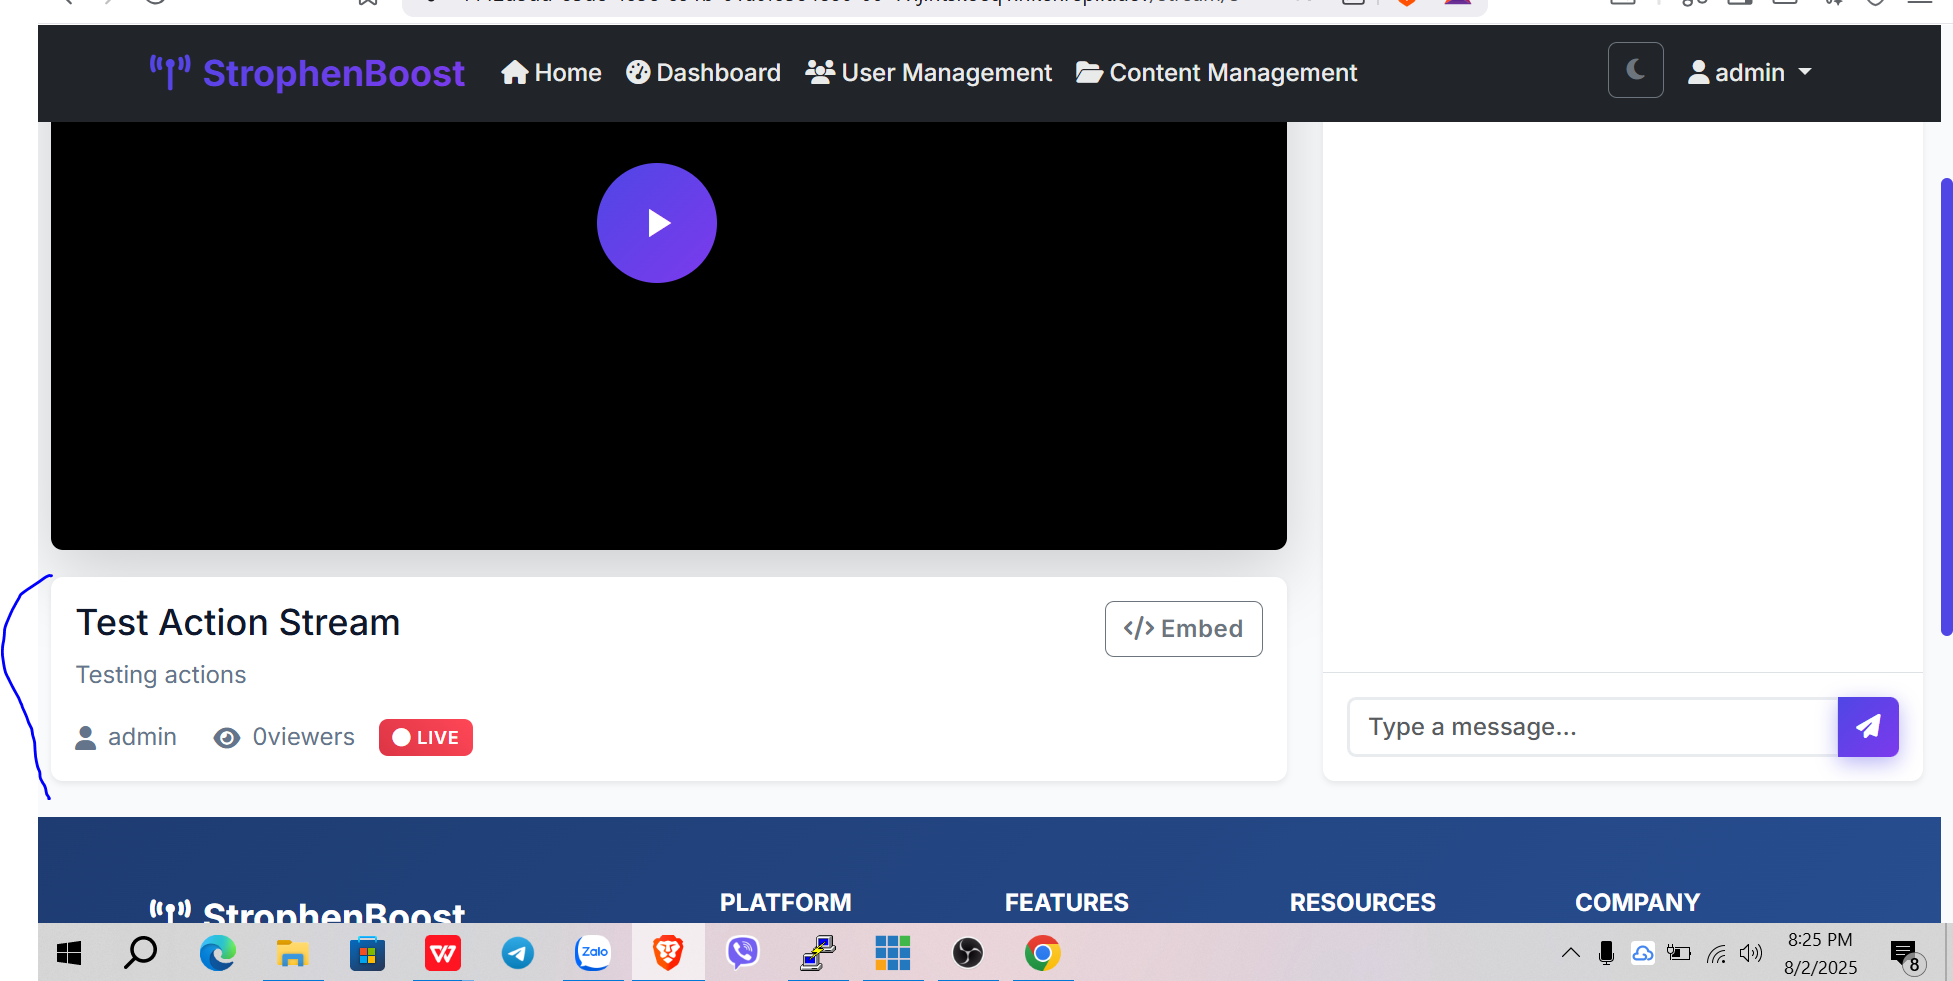 StrophenBoost Home Dashboard User Management Content Management admin
Test Action Stream
</> Embed
Testing actions
admin 0viewers LIVE
Type a message...
StrophenBoost
PLATFORM FEATURES RESOURCES COMPANY
Zalo
8:25 PM
8/2/2025
8